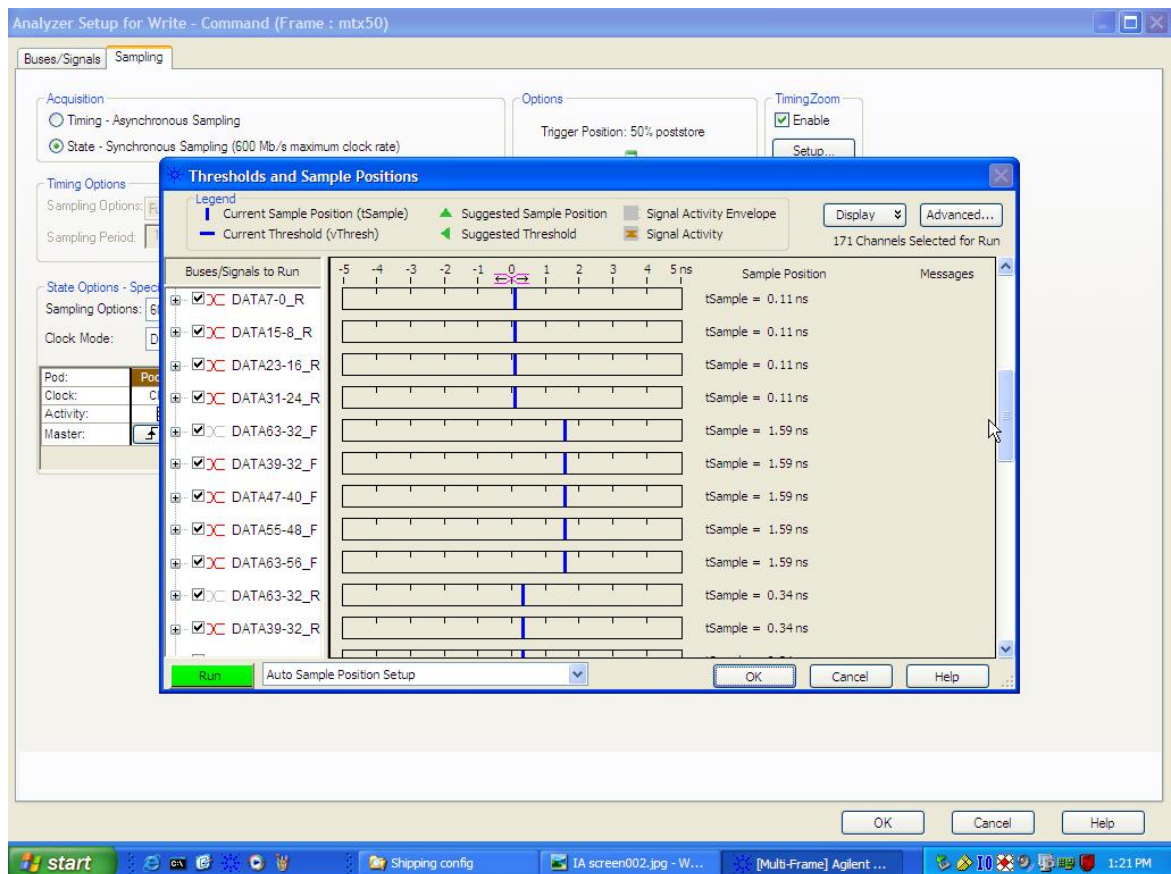 Analyzer Setup for Write - Command (Frame : mtx50)
Buses/Signals Sampling
Acquisition
Timing - Asynchronous Sampling
State - Synchronous Sampling (600 Mb/s maximum clock rate)
Options
Trigger Position: 50% poststore
TimingZoom
Enable
Setup...
Timing Options
Sampling Options:
Sampling Period:
State Options - Speci
Sampling Options:
Clock Mode:
Pod:
Clock:
Activity:
Master:
Thresholds and Sample Positions
Legend
Current Sample Position (tSample) Suggested Sample Position Signal Activity Envelope
Current Threshold (vThresh) Suggested Threshold Signal Activity
Display Advanced...
171 Channels Selected for Run
Buses/Signals to Run -5 -4 -3 -2 -1 0 1 2 3 4 5 ns Sample Position Messages
DATA7-0_R tSample = 0.11 ns
DATA15-8_R tSample = 0.11 ns
DATA23-16_R tSample = 0.11 ns
DATA31-24_R tSample = 0.11 ns
DATA63-32_F tSample = 1.59 ns
DATA39-32_F tSample = 1.59 ns
DATA47-40_F tSample = 1.59 ns
DATA55-48_F tSample = 1.59 ns
DATA63-56_F tSample = 1.59 ns
DATA63-32_R tSample = 0.34 ns
DATA39-32_R tSample = 0.34 ns
Run Auto Sample Position Setup OK Cancel Help
OK Cancel Help
start Shipping config IA screen002.jpg - W... [Multi-Frame] Agilent ... 1:21 PM